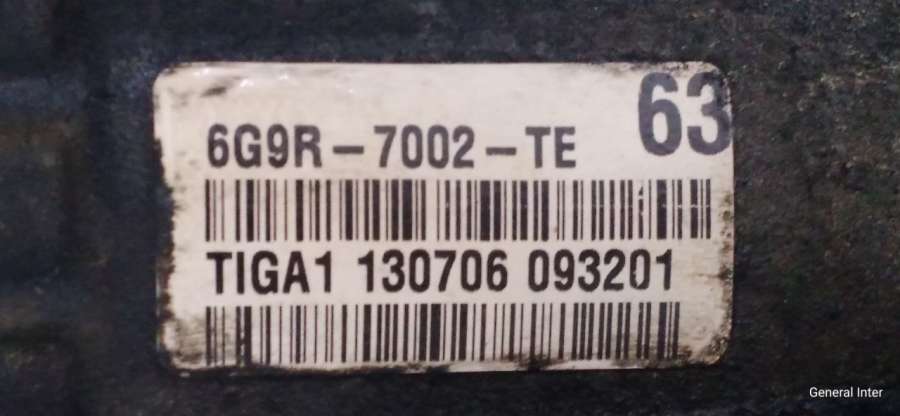 63
6G9R-7002-TE
TIGA1 130706 093201
General Inter